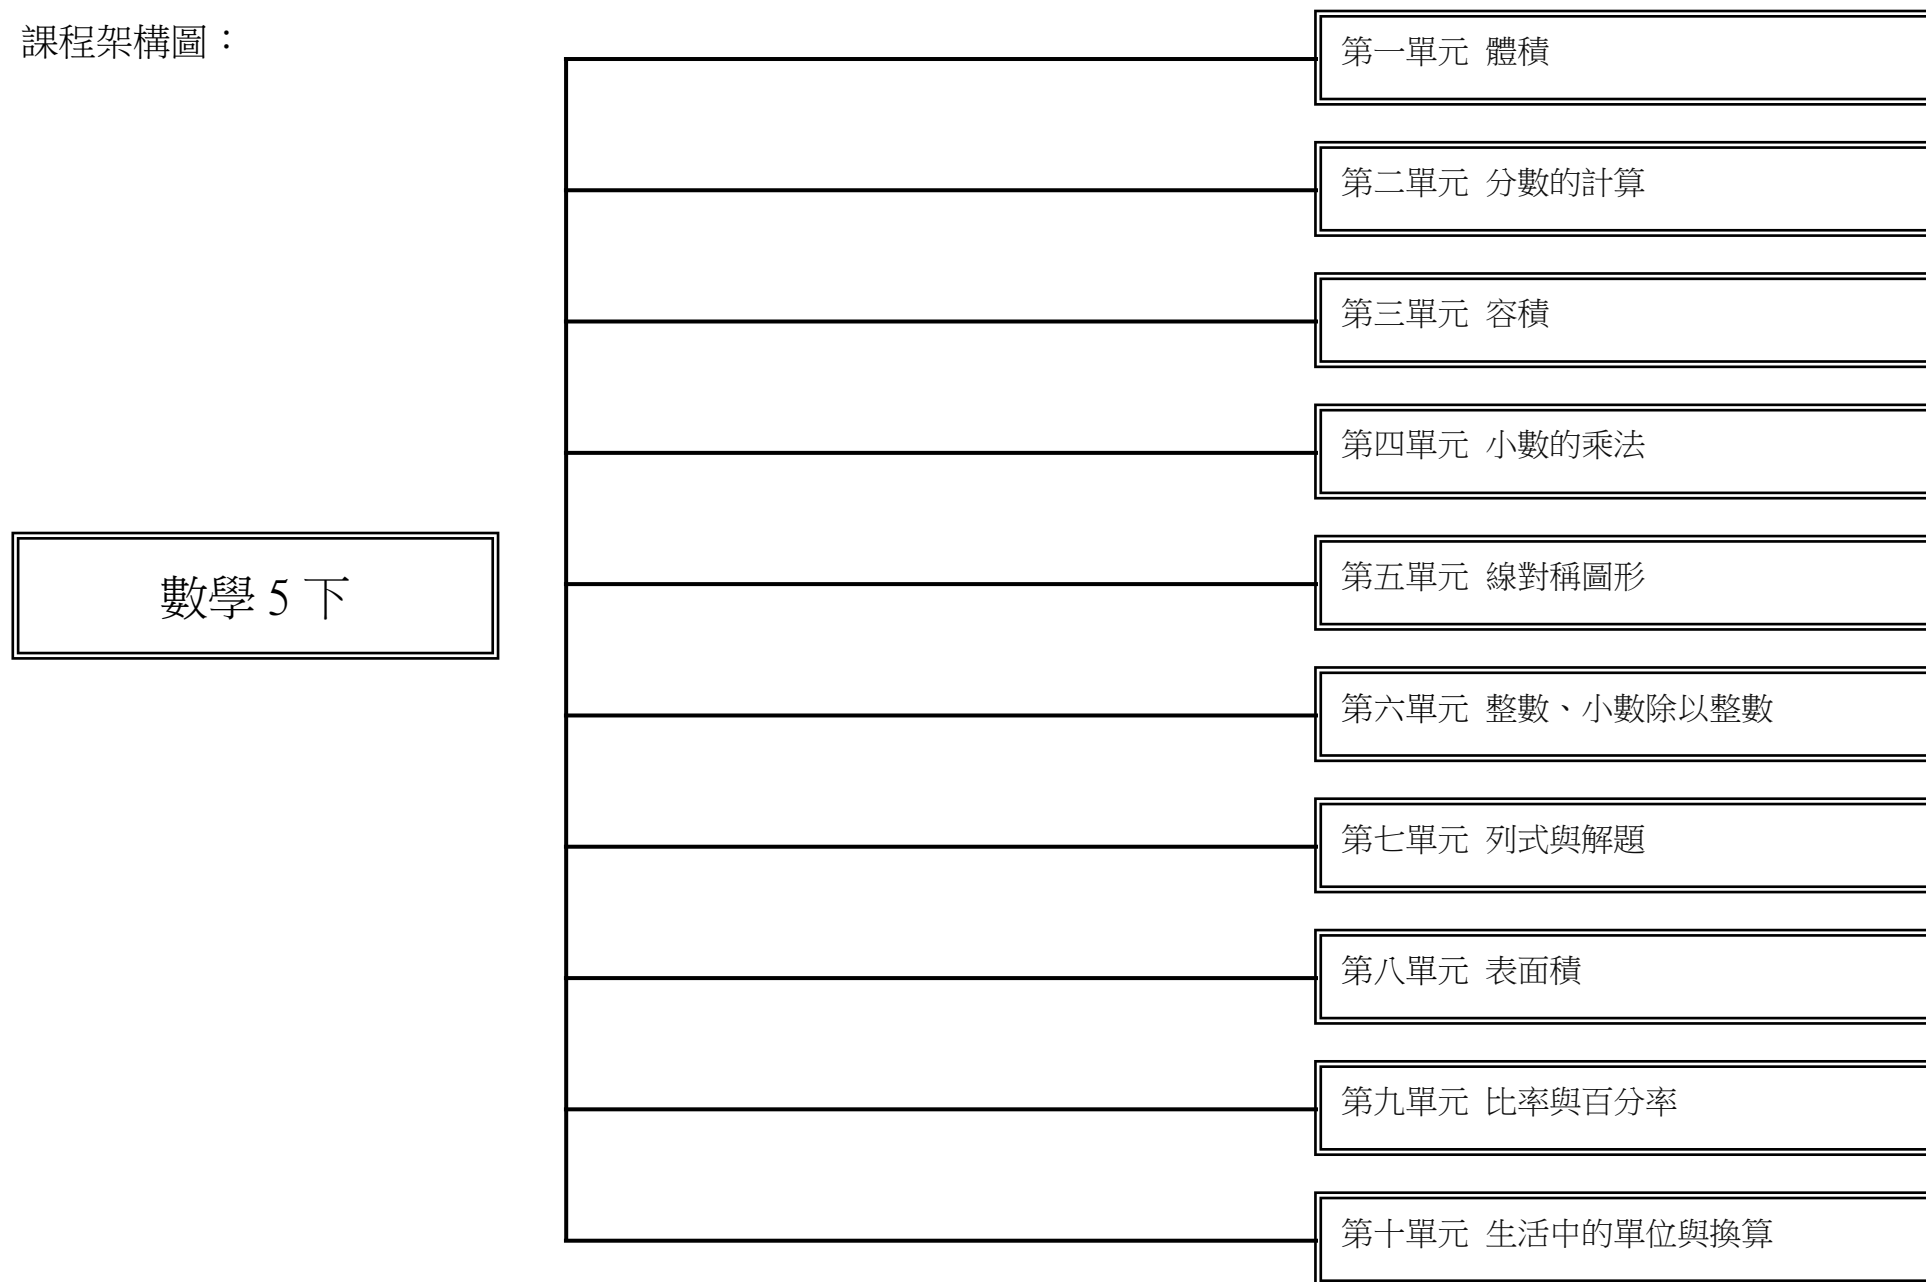 課程架構圖：
數學 5 下
第一單元 體積
第二單元 分數的計算
第三單元 容積
第四單元 小數的乘法
第五單元 線對稱圖形
第六單元 整數、小數除以整數
第七單元 列式與解題
第八單元 表面積
第九單元 比率與百分率
第十單元 生活中的單位與換算